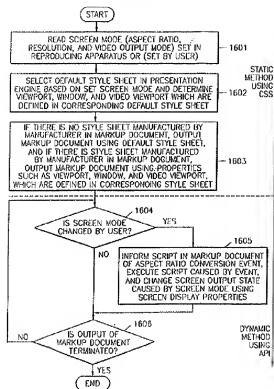 START
READ SCREEN MODE (ASPECT RATIO,
RESOLUTION, AND VIDEO OUTPUT MODE) SET IN
REPRODUCING APPARATUS OR (SET BY USER)
1601
STATIC
METHOD
USING
CSS
SELECT DEFAULT STYLE SHEET IN PRESENTATION
ENGINE BASED ON SET SCREEN MODE AND DETERMINE
VIEWPORT, WINDOW, AND VIDEO VIEWPORT WHICH ARE
DEFINED IN CORRESPONDING DEFAULT STYLE SHEET
1602
IF THERE IS NO STYLE SHEET MANUFACTURED BY
MANUFACTURER IN MARKUP DOCUMENT, OUTPUT
MARKUP DOCUMENT USING DEFAULT STYLE SHEET,
AND IF THERE IS STYLE SHEET MANUFACTURED
BY MANUFACTURER IN MARKUP DOCUMENT,
OUTPUT MARKUP DOCUMENT USING PROPERTIES
SUCH AS VIEWPORT, WINDOW, AND VIDEO VIEWPORT,
WHICH ARE DEFINED IN CORRESPONDING STYLE SHEET
1603
1604
IS SCREEN MODE
CHANGED BY USER?
YES
NO
1605
INFORM SCRIPT IN MARKUP DOCUMENT
OF ASPECT RATIO CONVERSION EVENT,
EXECUTE SCRIPT CAUSED BY EVENT,
AND CHANGE SCREEN OUTPUT STATE
CAUSED BY SCREEN MODE USING
SCREEN DISPLAY PROPERTIES
1606
IS OUTPUT OF
MARKUP DOCUMENT
TERMINATED?
NO
YES
DYNAMIC
METHOD
USING
API
END